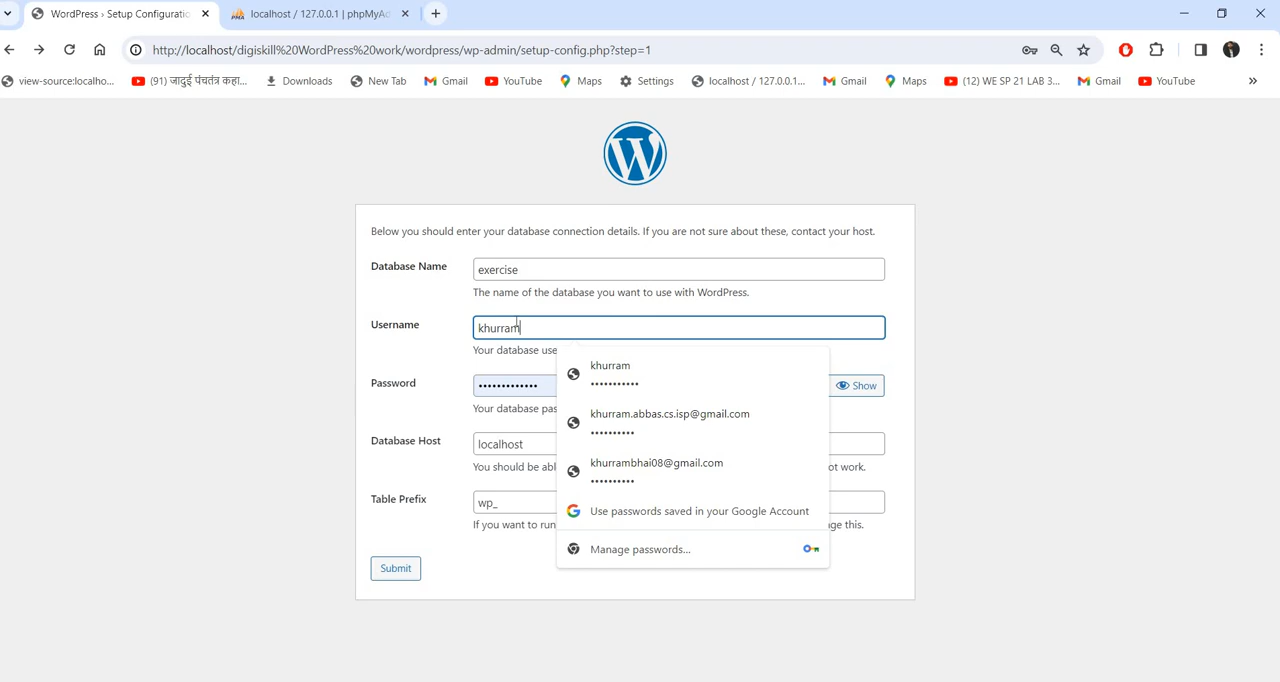 WordPress › Setup Configuratio
localhost / 127.0.0.1 | phpMyAd
http://localhost/digiskill%20WordPress%20work/wordpress/wp-admin/setup-config.php?step=1
view-source:localho...
(91) जादुई पंचतंत्र कहा...
Downloads
New Tab
Gmail
YouTube
Maps
Settings
localhost / 127.0.0.1...
Gmail
Maps
(12) WE SP 21 LAB 3...
Gmail
YouTube
»
Below you should enter your database connection details. If you are not sure about these, contact your host.
Database Name
exercise
The name of the database you want to use with WordPress.
Username
khurram
Your database use
khurram
•••••••••••
Password
•••••••••••••
Show
Your database pas
khurram.abbas.cs.isp@gmail.com
••••••••••
Database Host
localhost
You should be abl
ot work.
khurrambhai08@gmail.com
••••••••••
Table Prefix
wp_
If you want to run
nge this.
Use passwords saved in your Google Account
Manage passwords...
Submit